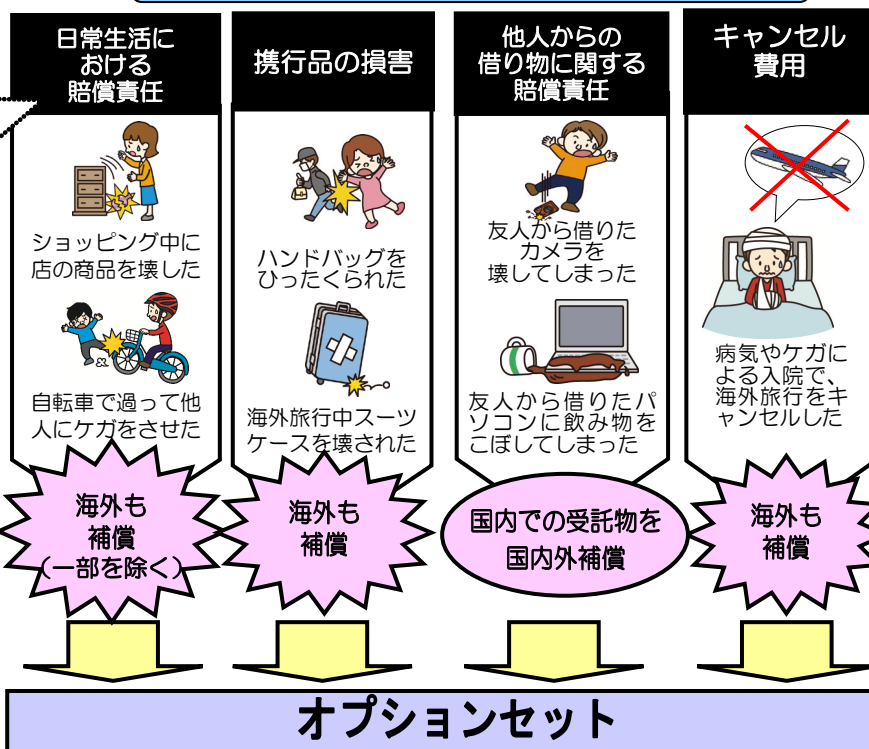 日常生活に
おける
賠償責任
ショッピング中に
店の商品を壊した
自転車で過って他
人にケガをさせた
海外も
補償
(一部を除く)
携行品の損害
ハンドバッグを
ひったくられた
海外旅行中スーツ
ケースを壊された
海外も
補償
他人からの
借り物に関する
賠償責任
友人から借りた
カメラを
壊してしまった
友人から借りたパ
ソコンに飲み物を
こぼしてしまった
国内での受託物を
国内外補償
キャンセル
費用
病気やケガに
よる入院で、
海外旅行をキ
ャンセルした
海外も
補償
オプションセット